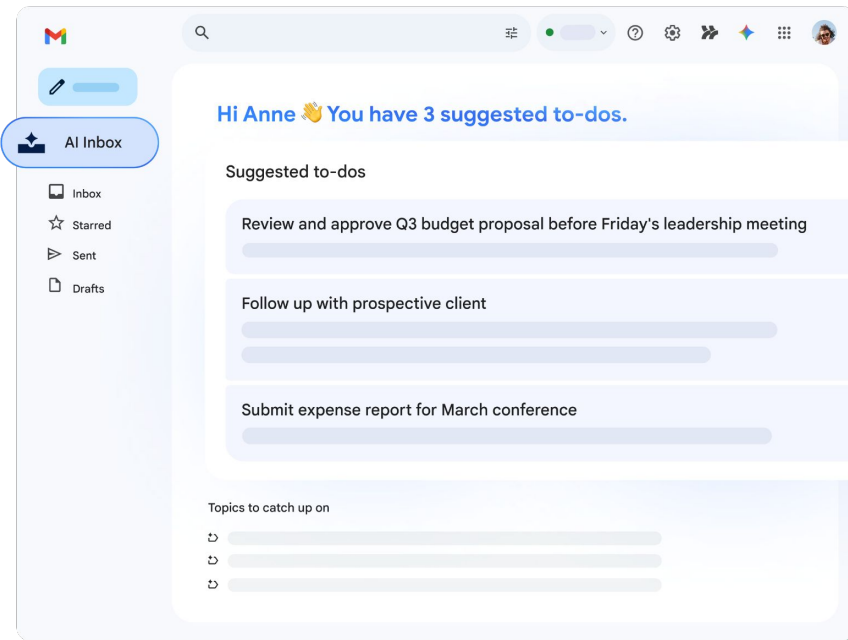 AI Inbox
Inbox
Starred
Sent
Drafts
Hi Anne 👋 You have 3 suggested to-dos.
Suggested to-dos
Review and approve Q3 budget proposal before Friday's leadership meeting
Follow up with prospective client
Submit expense report for March conference
Topics to catch up on